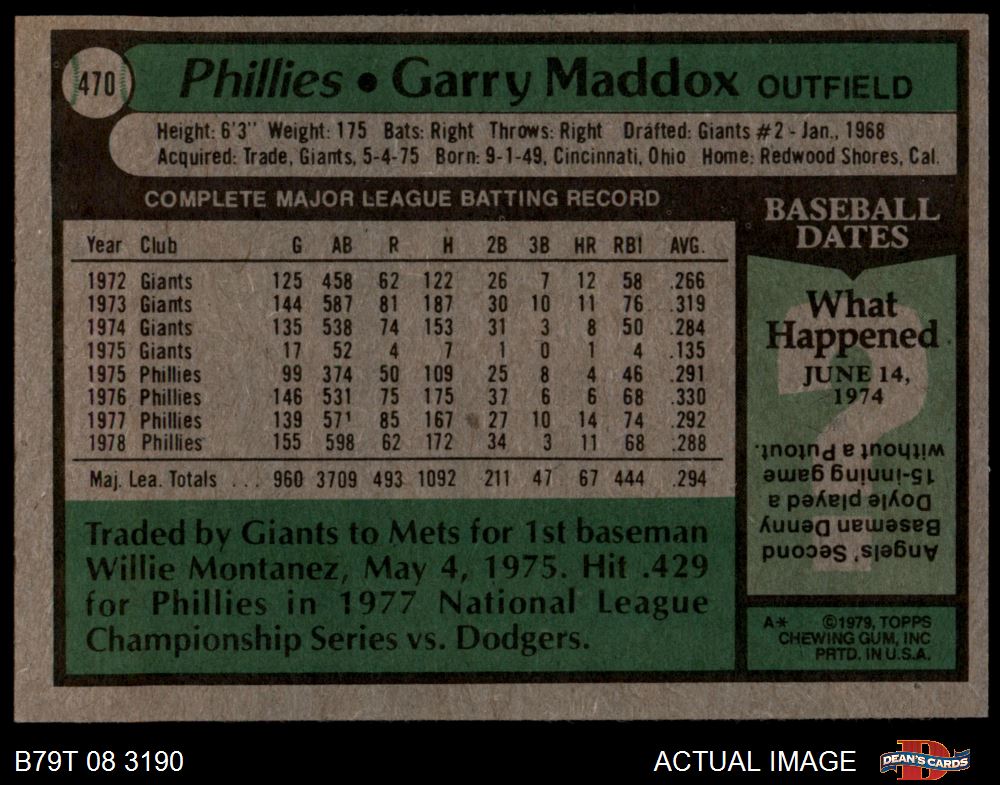 470
Phillies • Garry Maddox OUTFIELD
Height: 6'3" Weight: 175 Bats: Right Throws: Right Drafted: Giants #2 - Jan., 1968
Acquired: Trade, Giants, 5-4-75 Born: 9-1-49, Cincinnati, Ohio Home: Redwood Shores, Cal.
COMPLETE MAJOR LEAGUE BATTING RECORD
Year Club G AB R H 2B 3B HR RBI AVG.
1972 Giants 125 458 62 122 26 7 12 58 .266
1973 Giants 144 587 81 187 30 10 11 76 .319
1974 Giants 135 538 74 153 31 3 8 50 .284
1975 Giants 17 52 4 7 1 0 1 4 .135
1975 Phillies 99 374 50 109 25 8 4 46 .291
1976 Phillies 146 531 75 175 37 6 6 68 .330
1977 Phillies 139 571 85 167 27 10 14 74 .292
1978 Phillies 155 598 62 172 34 3 11 68 .288
Maj. Lea. Totals ... 960 3709 493 1092 211 47 67 444 .294
Traded by Giants to Mets for 1st baseman
Willie Montanez, May 4, 1975. Hit .429
for Phillies in 1977 National League
Championship Series vs. Dodgers.
BASEBALL
DATES
What
Happened
JUNE 14,
1974
?
Angels' Second
Baseman Denny
Doyle played a
15-inning game
without a Putout.
A* ©1979, TOPPS
CHEWING GUM, INC
PRTD. IN U.S.A.
B79T 08 3190
ACTUAL IMAGE
D
DEAN'S CARDS